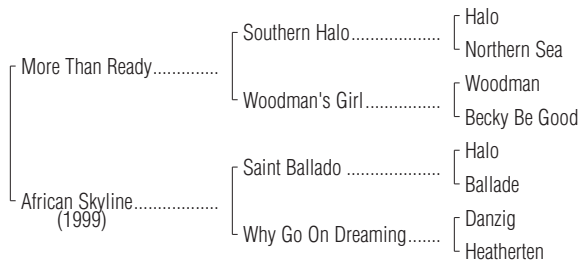 Halo
Southern Halo....................
Northern Sea
More Than Ready..............
Woodman
Woodman's Girl.................
Becky Be Good
Halo
Saint Ballado .....................
Ballade
African Skyline..................
(1999)
Danzig
Why Go On Dreaming.......
Heatherten